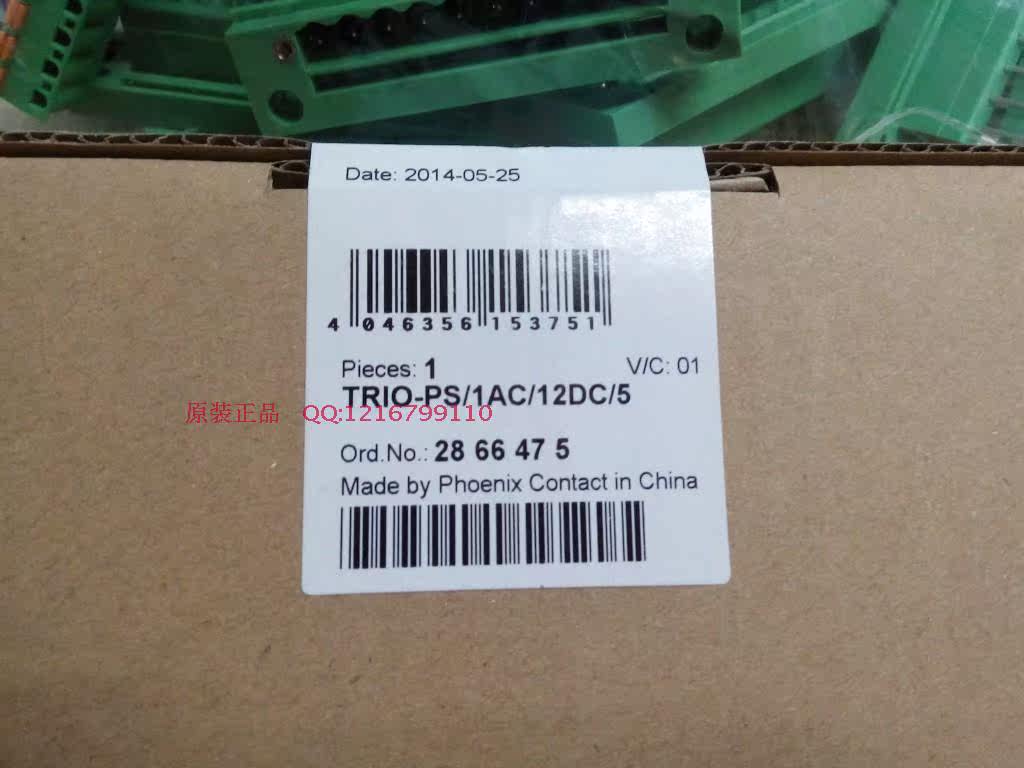 Date: 2014-05-25
4 046356 153751
Pieces: 1 V/C: 01
TRIO-PS/1AC/12DC/5
原装正品 QQ:1216799110
Ord.No.: 28 66 47 5
Made by Phoenix Contact in China